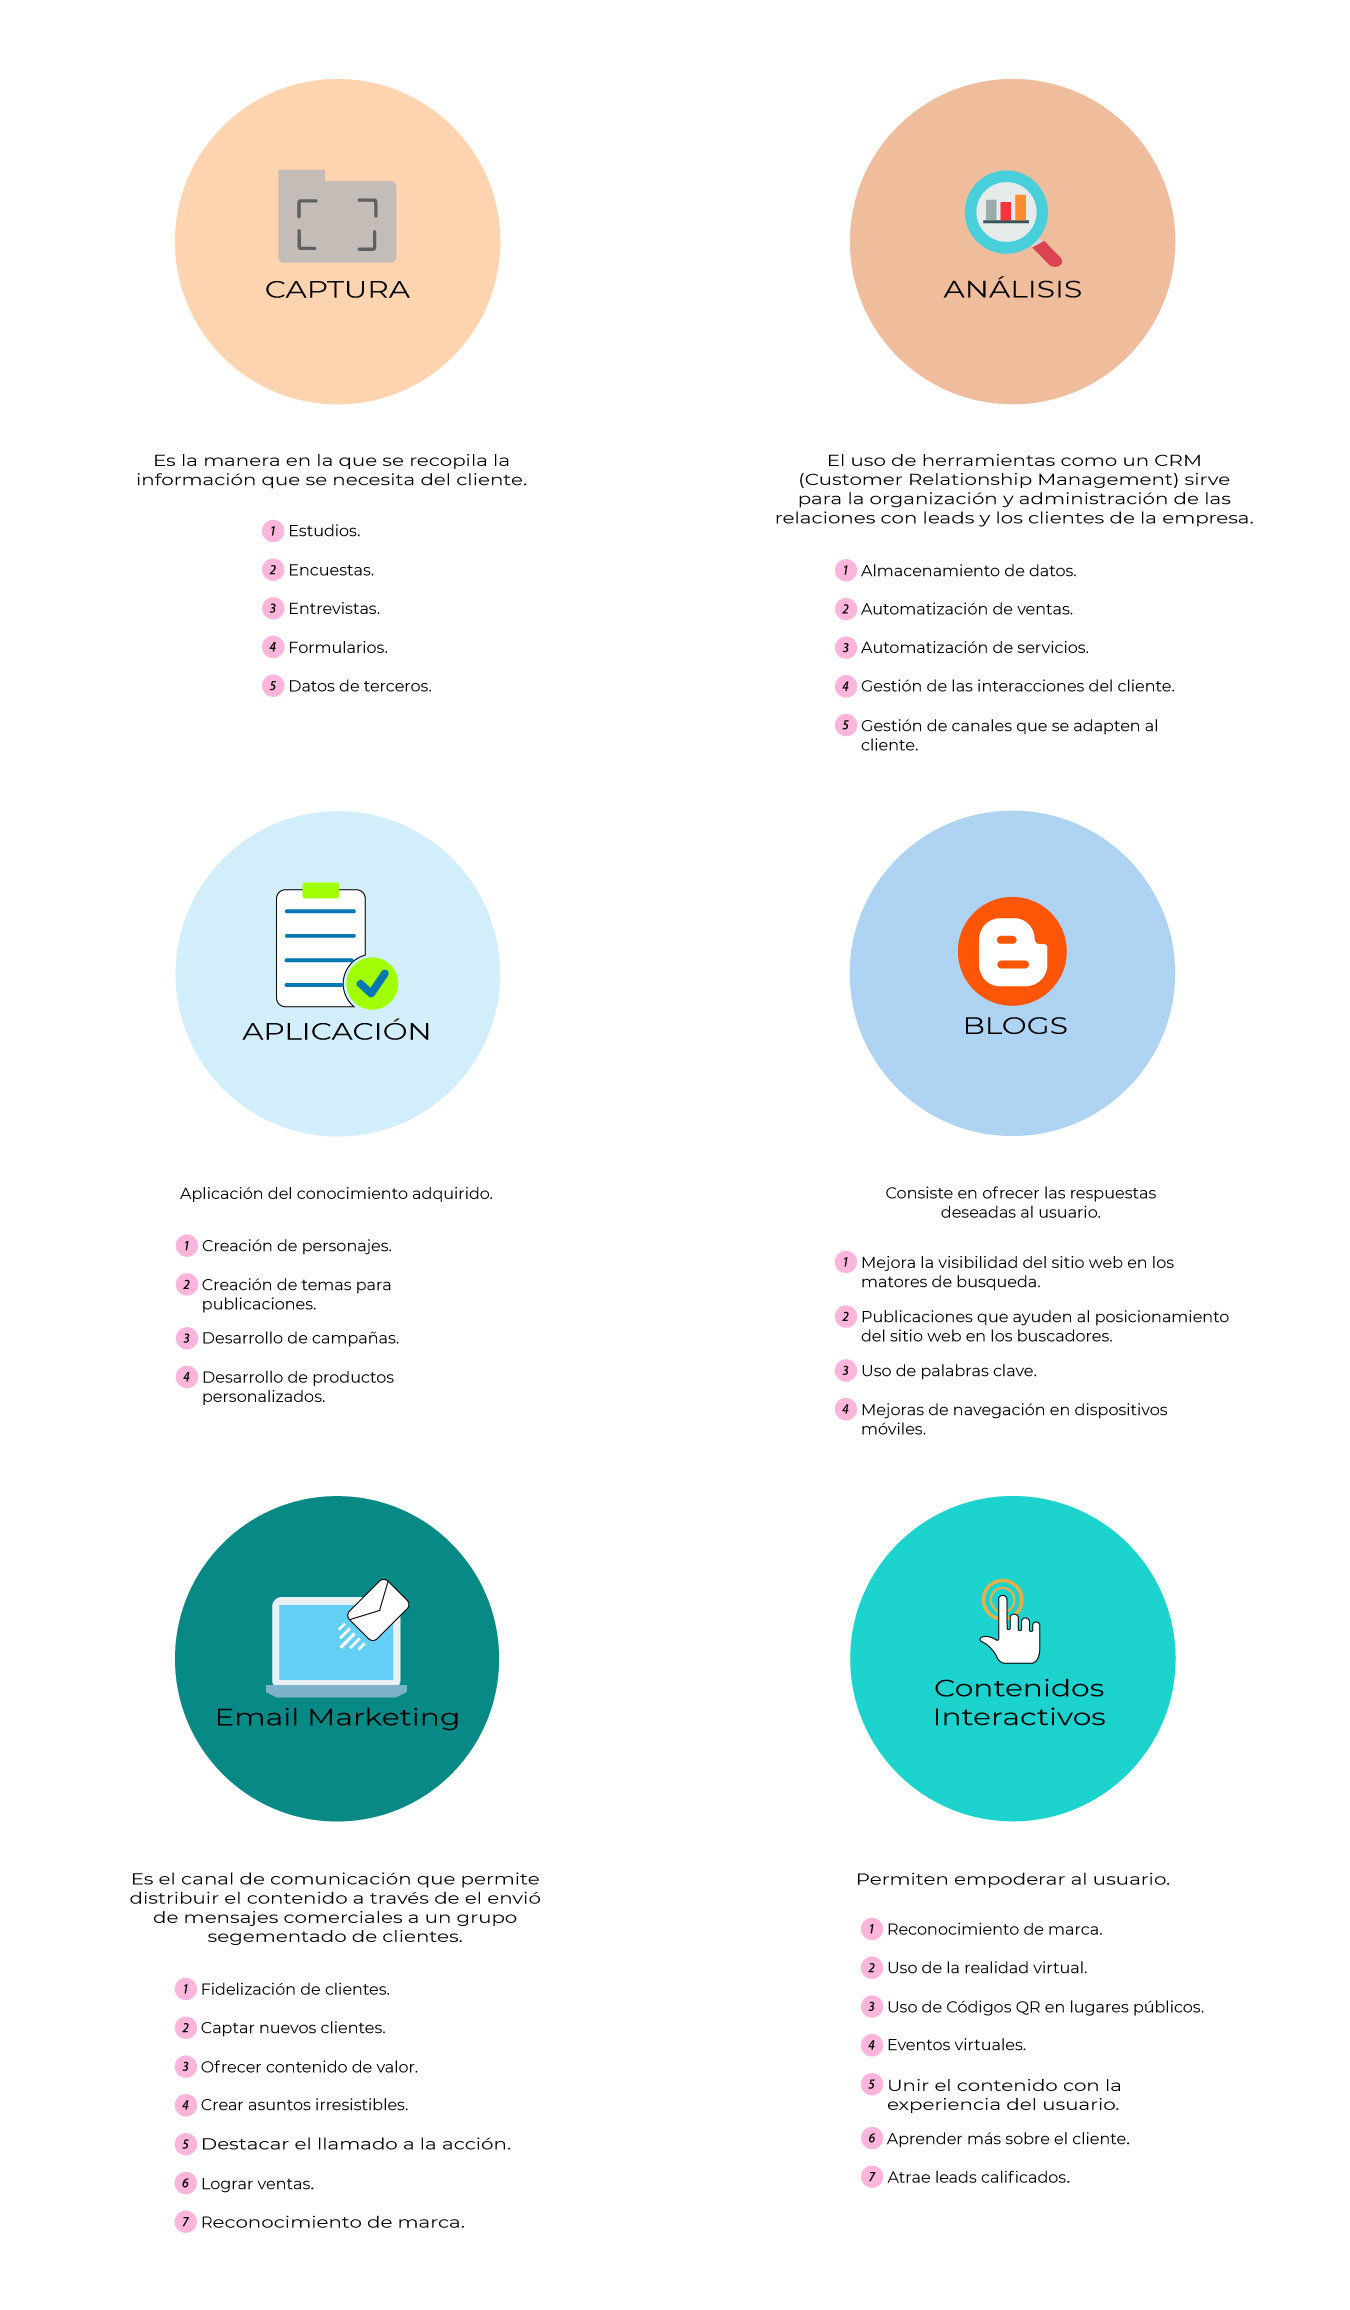 CAPTURA
Es la manera en la que se recopila la
información que se necesita del cliente.
1 Estudios.
2 Encuestas.
3 Entrevistas.
4 Formularios.
5 Datos de terceros.
ANÁLISIS
El uso de herramientas como un CRM
(Customer Relationship Management) sirve
para la organización y administración de las
relaciones con leads y los clientes de la empresa.
1 Almacenamiento de datos.
2 Automatización de ventas.
3 Automatización de servicios.
4 Gestión de las interacciones del cliente.
5 Gestión de canales que se adapten al
cliente.
APLICACIÓN
Aplicación del conocimiento adquirido.
1 Creación de personajes.
2 Creación de temas para
publicaciones.
3 Desarrollo de campañas.
4 Desarrollo de productos
personalizados.
BLOGS
Consiste en ofrecer las respuestas
deseadas al usuario.
1 Mejora la visibilidad del sitio web en los
matores de busqueda.
2 Publicaciones que ayuden al posicionamiento
del sitio web en los buscadores.
3 Uso de palabras clave.
4 Mejoras de navegación en dispositivos
móviles.
Email Marketing
Es el canal de comunicación que permite
distribuir el contenido a través de el envió
de mensajes comerciales a un grupo
segementado de clientes.
1 Fidelización de clientes.
2 Captar nuevos clientes.
3 Ofrecer contenido de valor.
4 Crear asuntos irresistibles.
5 Destacar el llamado a la acción.
6 Lograr ventas.
7 Reconocimiento de marca.
Contenidos
Interactivos
Permiten empoderar al usuario.
1 Reconocimiento de marca.
2 Uso de la realidad virtual.
3 Uso de Códigos QR en lugares públicos.
4 Eventos virtuales.
5 Unir el contenido con la
experiencia del usuario.
6 Aprender más sobre el cliente.
7 Atrae leads calificados.